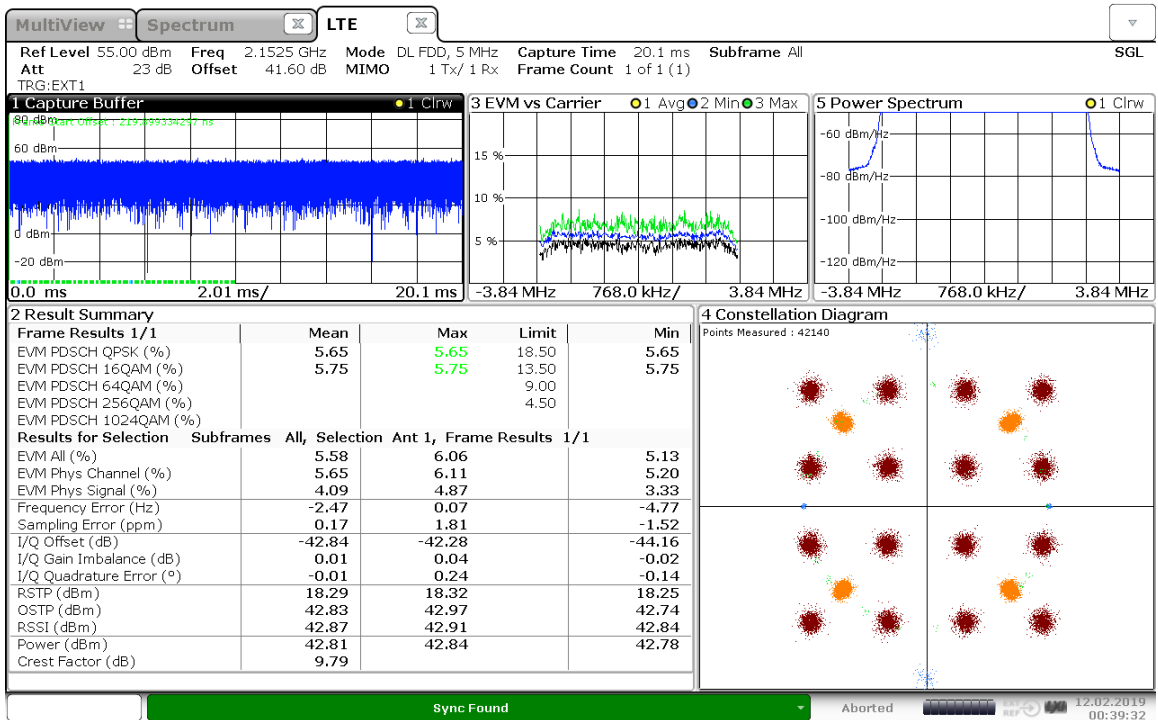 MultiView Spectrum LTE
Ref Level 55.00 dBm Freq 2.1525 GHz Mode DL FDD, 5 MHz Capture Time 20.1 ms Subframe All SGL
Att 23 dB Offset 41.60 dB MIMO 1 Tx/ 1 Rx Frame Count 1 of 1 (1)
TRG:EXT1
1 Capture Buffer 1 Clrw
80 dBm
60 dBm
0 dBm
-20 dBm
0.0 ms 2.01 ms/ 20.1 ms
3 EVM vs Carrier 1 Avg 2 Min 3 Max
15 %
10 %
5 %
-3.84 MHz 768.0 kHz/ 3.84 MHz
5 Power Spectrum 1 Clrw
-60 dBm/Hz
-80 dBm/Hz
-100 dBm/Hz
-120 dBm/Hz
-3.84 MHz 768.0 kHz/ 3.84 MHz
2 Result Summary
Frame Results 1/1 Mean Max Limit Min
EVM PDSCH QPSK (%) 5.65 5.65 18.50 5.65
EVM PDSCH 16QAM (%) 5.75 5.75 13.50 5.75
EVM PDSCH 64QAM (%) 9.00
EVM PDSCH 256QAM (%) 4.50
EVM PDSCH 1024QAM (%)
Results for Selection Subframes All, Selection Ant 1, Frame Results 1/1
EVM All (%) 5.58 6.06 5.13
EVM Phys Channel (%) 5.65 6.11 5.20
EVM Phys Signal (%) 4.09 4.87 3.33
Frequency Error (Hz) -2.47 0.07 -4.77
Sampling Error (ppm) 0.17 1.81 -1.52
I/Q Offset (dB) -42.84 -42.28 -44.16
I/Q Gain Imbalance (dB) 0.01 0.04 -0.02
I/Q Quadrature Error (°) -0.01 0.24 -0.14
RSTP (dBm) 18.29 18.32 18.25
OSTP (dBm) 42.83 42.97 42.74
RSSI (dBm) 42.87 42.91 42.84
Power (dBm) 42.81 42.84 42.78
Crest Factor (dB) 9.79
4 Constellation Diagram
Points Measured : 42140
Sync Found Aborted EXT REF 12.02.2019
00:39:32